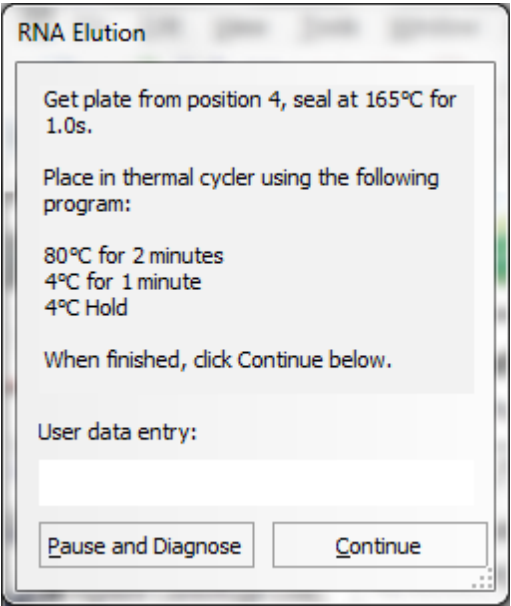 RNA Elution
Get plate from position 4, seal at 165°C for
1.0s.
Place in thermal cycler using the following
program:
80°C for 2 minutes
4°C for 1 minute
4°C Hold
When finished, click Continue below.
User data entry:
Pause and Diagnose
Continue